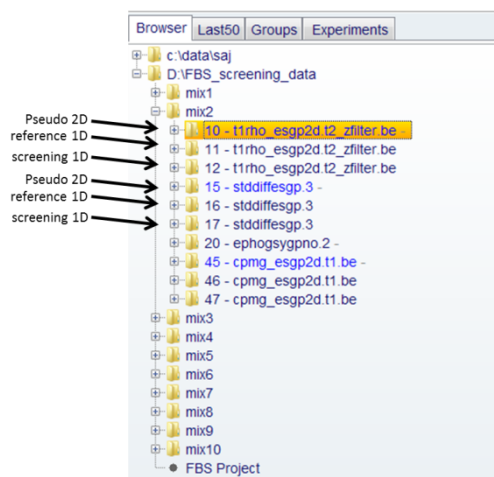 Browser Last50 Groups Experiments
c:\data\saj
D:\FBS_screening_data
mix1
mix2
Pseudo 2D 10 - t1rho_esgp2d.t2_zfilter.be -
reference 1D 11 - t1rho_esgp2d.t2_zfilter.be
screening 1D 12 - t1rho_esgp2d.t2_zfilter.be
Pseudo 2D 15 - stddiffesgp.3 -
reference 1D 16 - stddiffesgp.3
screening 1D 17 - stddiffesgp.3
20 - ephogsygpno.2 -
45 - cpmg_esgp2d.t1.be -
46 - cpmg_esgp2d.t1.be
47 - cpmg_esgp2d.t1.be
mix3
mix4
mix5
mix6
mix7
mix8
mix9
mix10
FBS Project